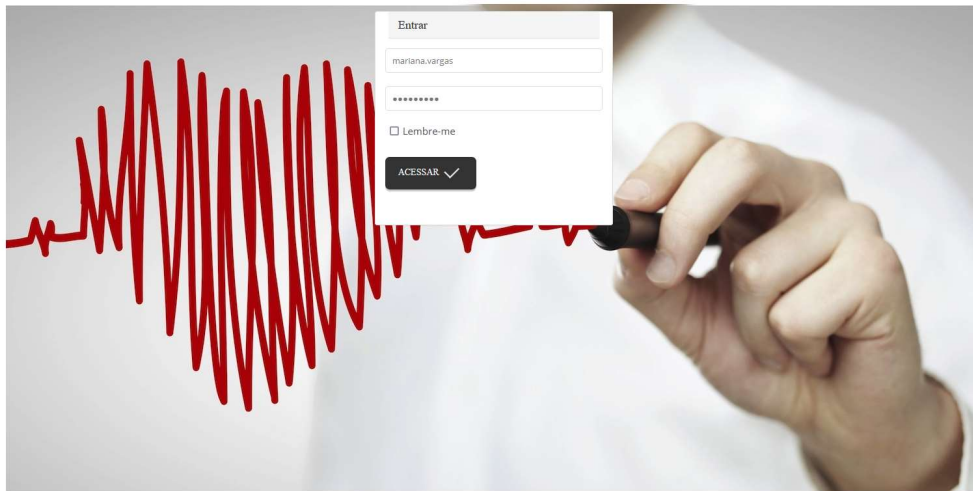 Entrar
mariana.vargas
•••••••••
Lembre-me
ACESSAR